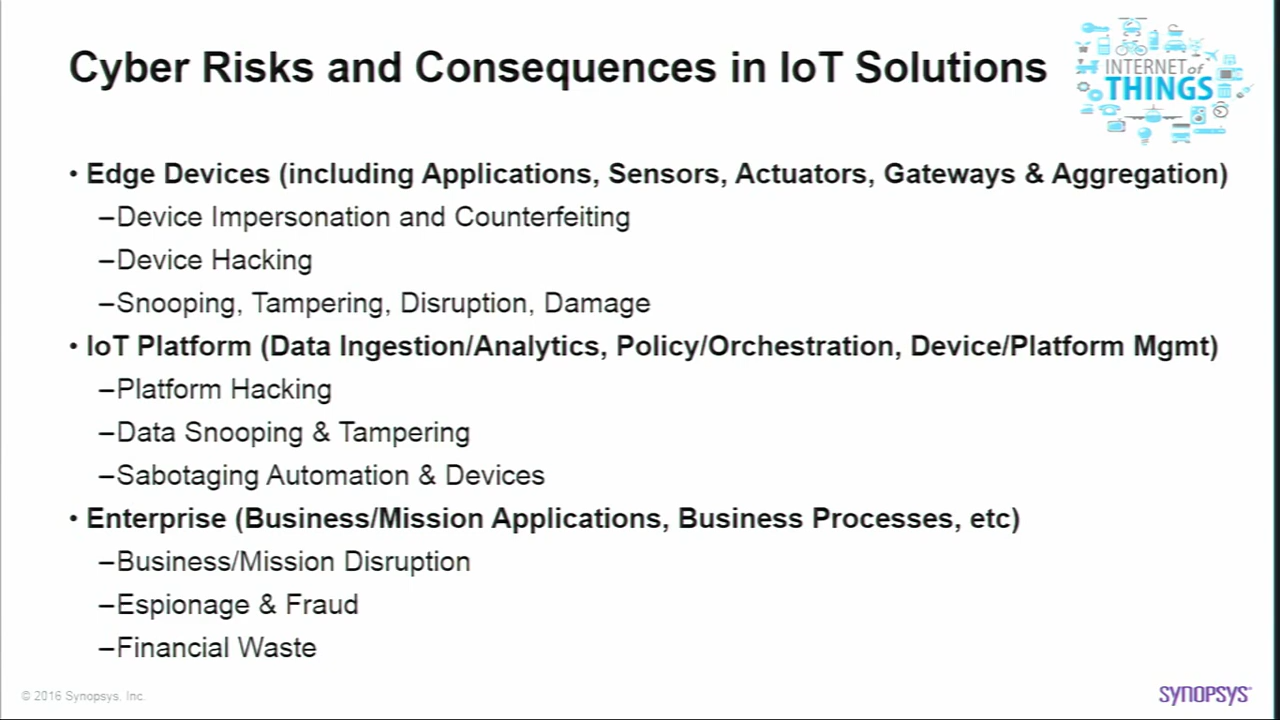 Cyber Risks and Consequences in IoT Solutions
INTERNET of
THINGS
• Edge Devices (including Applications, Sensors, Actuators, Gateways & Aggregation)
–Device Impersonation and Counterfeiting
–Device Hacking
–Snooping, Tampering, Disruption, Damage
• IoT Platform (Data Ingestion/Analytics, Policy/Orchestration, Device/Platform Mgmt)
–Platform Hacking
–Data Snooping & Tampering
–Sabotaging Automation & Devices
• Enterprise (Business/Mission Applications, Business Processes, etc)
–Business/Mission Disruption
–Espionage & Fraud
–Financial Waste
© 2016 Synopsys, Inc.
SYNOPSYS